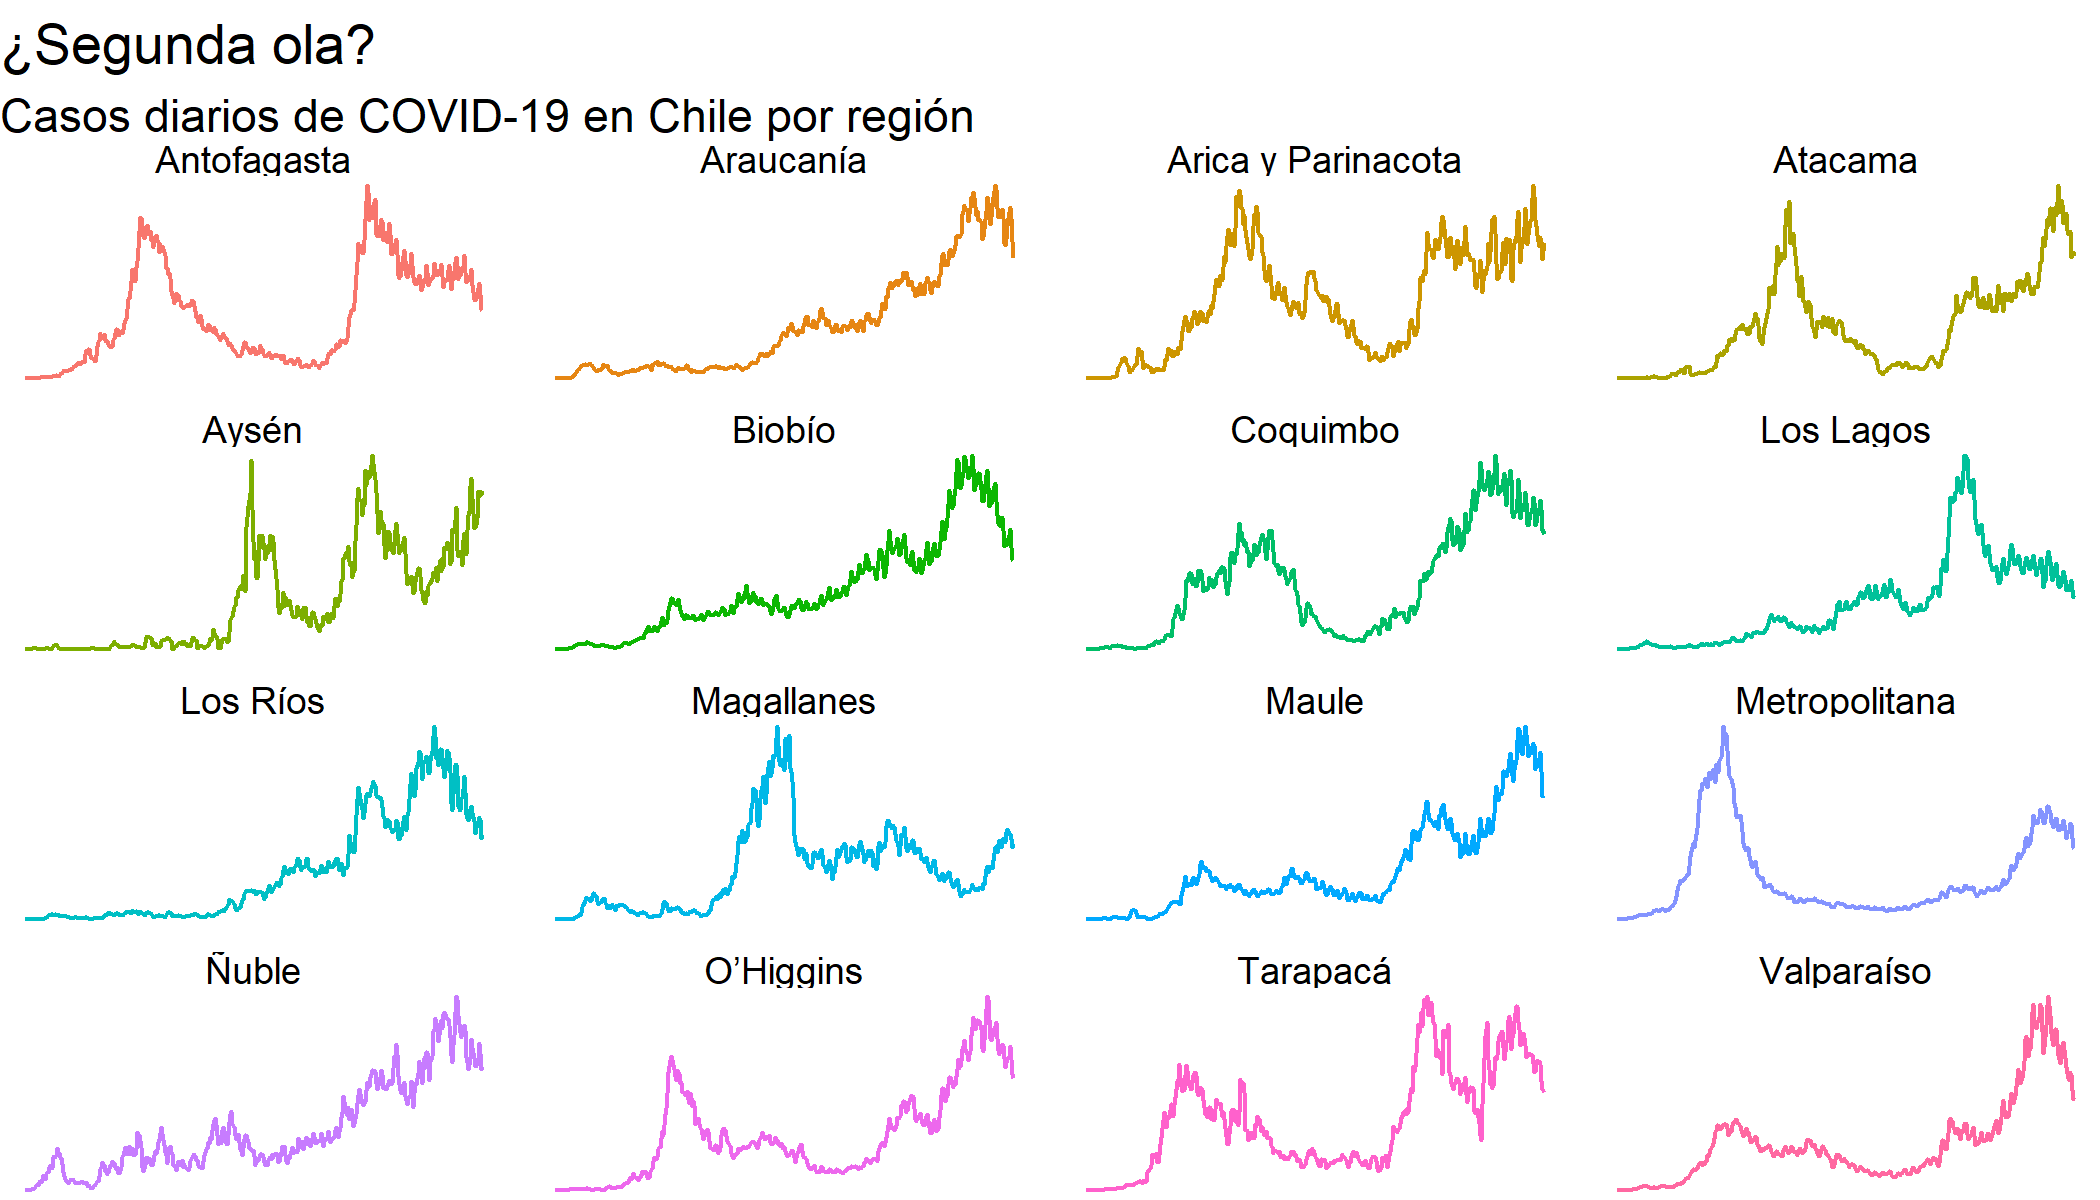 ¿Segunda ola?
Casos diarios de COVID-19 en Chile por región
Antofagasta
Araucanía
Arica y Parinacota
Atacama
Aysén
Biobío
Coquimbo
Los Lagos
Los Ríos
Magallanes
Maule
Metropolitana
Ñuble
O’Higgins
Tarapacá
Valparaíso